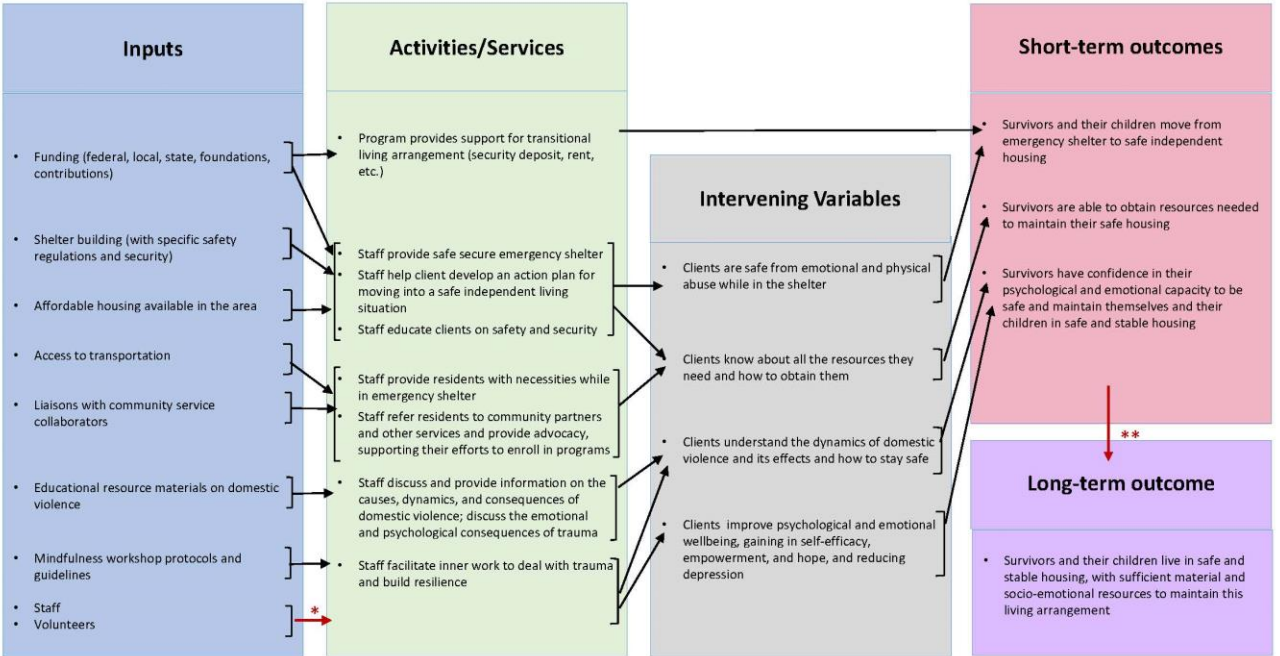 Inputs
• Funding (federal, local, state, foundations,
contributions)
• Shelter building (with specific safety
regulations and security)
• Affordable housing available in the area
• Access to transportation
• Liaisons with community service
collaborators
• Educational resource materials on domestic
violence
• Mindfulness workshop protocols and
guidelines
• Staff
• Volunteers
*
Activities/Services
• Program provides support for transitional
living arrangement (security deposit, rent,
etc.)
• Staff provide safe secure emergency shelter
• Staff help client develop an action plan for
moving into a safe independent living
situation
• Staff educate clients on safety and security
• Staff provide residents with necessities while
in emergency shelter
• Staff refer residents to community partners
and other services and provide advocacy,
supporting their efforts to enroll in programs
• Staff discuss and provide information on the
causes, dynamics, and consequences of
domestic violence; discuss the emotional
and psychological consequences of trauma
• Staff facilitate inner work to deal with trauma
and build resilience
Intervening Variables
• Clients are safe from emotional and physical
abuse while in the shelter
• Clients know about all the resources they
need and how to obtain them
• Clients understand the dynamics of domestic
violence and its effects and how to stay safe
• Clients improve psychological and emotional
wellbeing, gaining in self-efficacy,
empowerment, and hope, and reducing
depression
Short-term outcomes
• Survivors and their children move from
emergency shelter to safe independent
housing
• Survivors are able to obtain resources needed
to maintain their safe housing
• Survivors have confidence in their
psychological and emotional capacity to be
safe and maintain themselves and their
children in safe and stable housing
**
Long-term outcome
• Survivors and their children live in safe and
stable housing, with sufficient material and
socio-emotional resources to maintain this
living arrangement